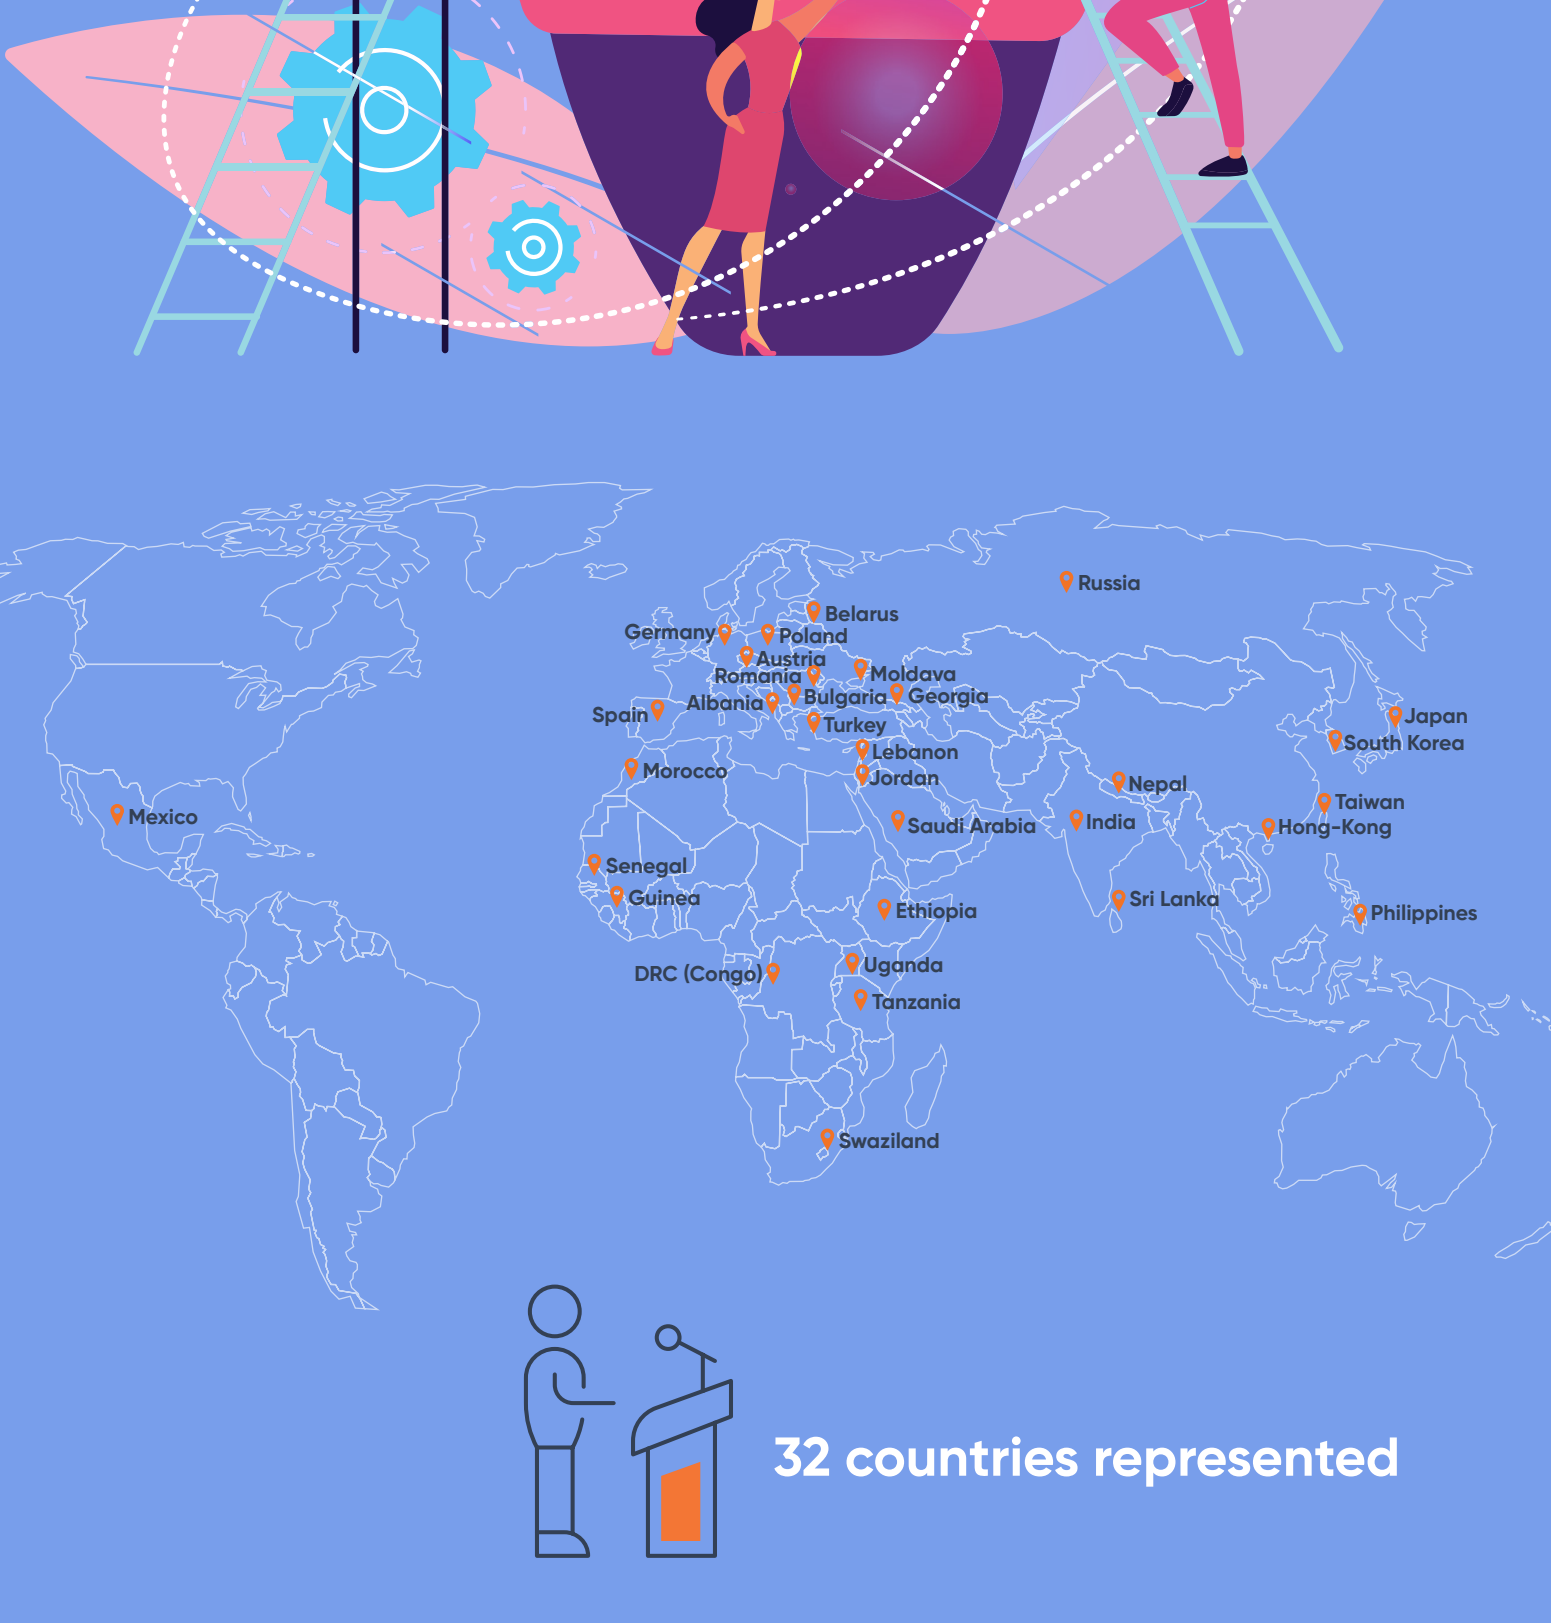 Russia
Belarus
Germany
Poland
Austria
Romania
Moldava
Albania
Bulgaria
Georgia
Spain
Turkey
Japan
South Korea
Lebanon
Morocco
Jordan
Nepal
Taiwan
Mexico
Saudi Arabia
India
Hong-Kong
Senegal
Guinea
Sri Lanka
Ethiopia
Philippines
DRC (Congo)
Uganda
Tanzania
Swaziland
32 countries represented